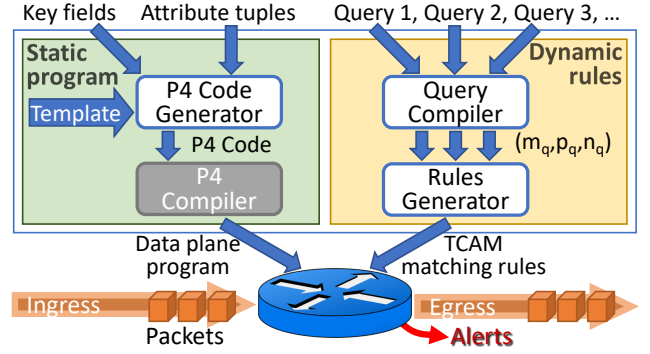 Key fields
Attribute tuples
Query 1, Query 2, Query 3, ...
Static
program
Dynamic
rules
Template
P4 Code
Generator
Query
Compiler
P4 Code
(mq,pq,nq)
P4
Compiler
Rules
Generator
Data plane
program
TCAM
matching rules
Ingress
Packets
Egress
Alerts